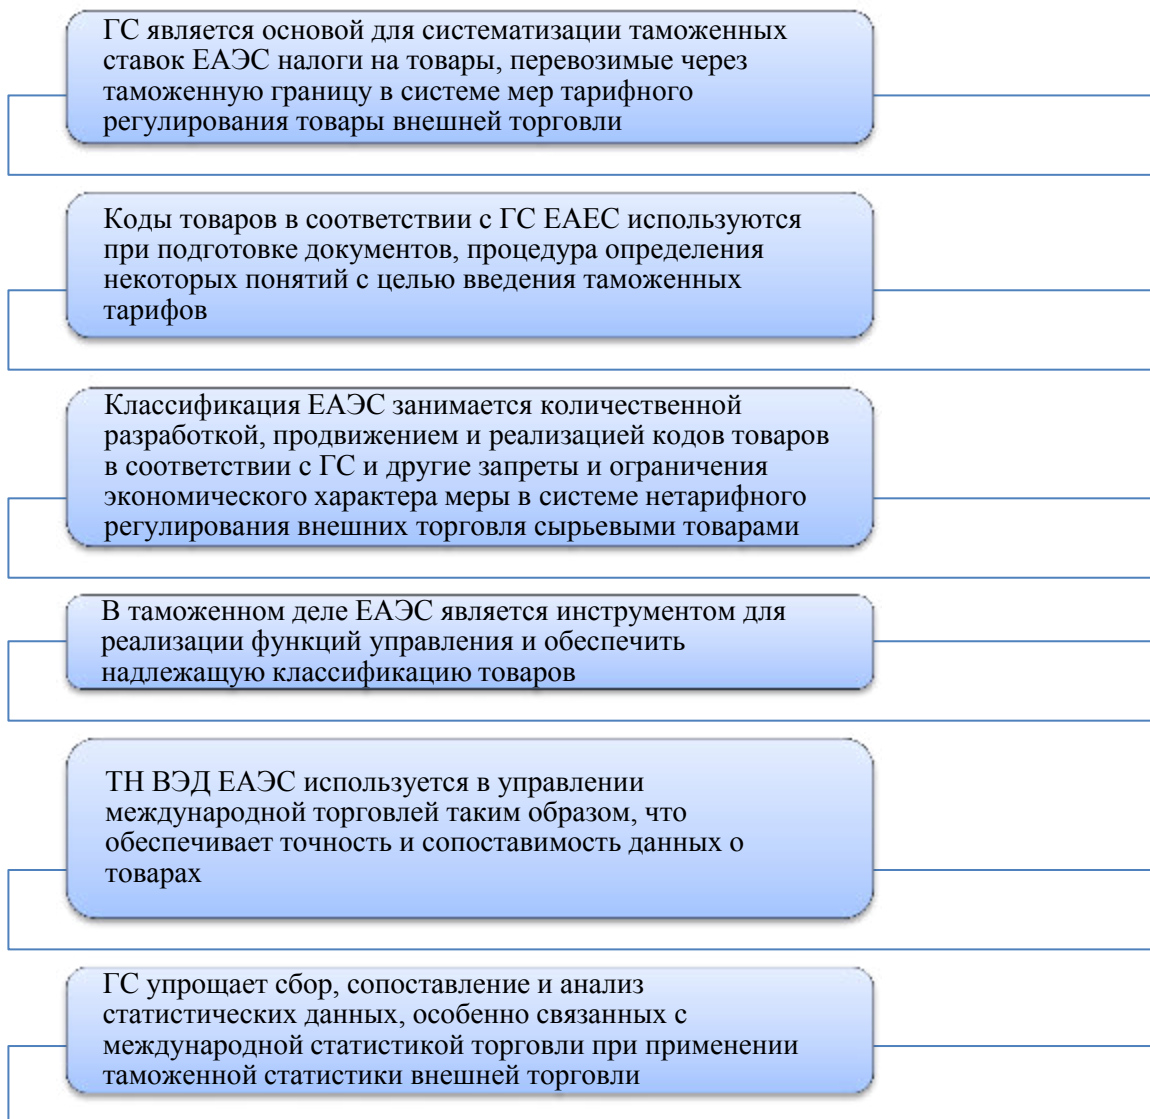 ГС является основой для систематизации таможенных
ставок ЕАЭС налоги на товары, перевозимые через
таможенную границу в системе мер тарифного
регулирования товары внешней торговли
Коды товаров в соответствии с ГС ЕАЕС используются
при подготовке документов, процедура определения
некоторых понятий с целью введения таможенных
тарифов
Классификация ЕАЭС занимается количественной
разработкой, продвижением и реализацией кодов товаров
в соответствии с ГС и другие запреты и ограничения
экономического характера меры в системе нетарифного
регулирования внешних торговля сырьевыми товарами
В таможенном деле ЕАЭС является инструментом для
реализации функций управления и обеспечить
надлежащую классификацию товаров
ТН ВЭД ЕАЭС используется в управлении
международной торговлей таким образом, что
обеспечивает точность и сопоставимость данных о
товарах
ГС упрощает сбор, сопоставление и анализ
статистических данных, особенно связанных с
международной статистикой торговли при применении
таможенной статистики внешней торговли